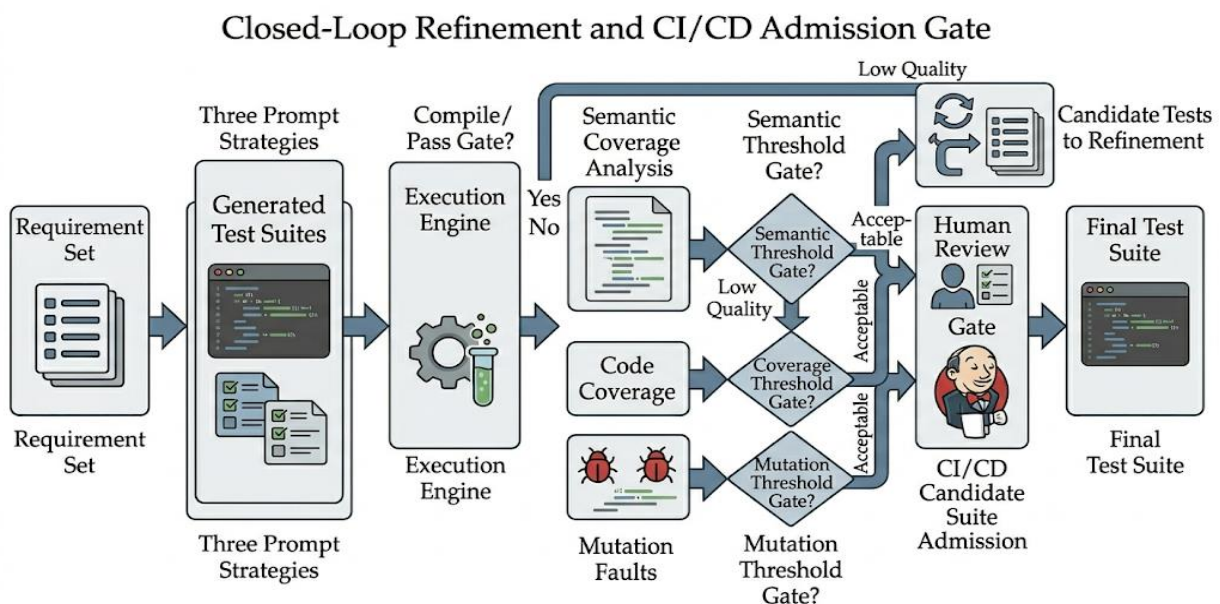 Closed-Loop Refinement and CI/CD Admission Gate
Requirement
Set
Requirement
Set
Three Prompt
Strategies
Generated
Test Suites
Three Prompt
Strategies
Compile/
Pass Gate?
Execution
Engine
Execution
Engine
Yes
No
Low Quality
Semantic
Coverage
Analysis
Code
Coverage
Mutation
Faults
Semantic
Threshold
Gate?
Semantic
Threshold
Gate?
Low
Quality
Coverage
Threshold
Gate?
Mutation
Threshold
Gate?
Mutation
Threshold
Gate?
Accep-
table
Acceptable
Acceptable
Candidate Tests
to Refinement
Human
Review
Gate
CI/CD
Candidate
Suite
Admission
Final Test
Suite
Final
Test Suite